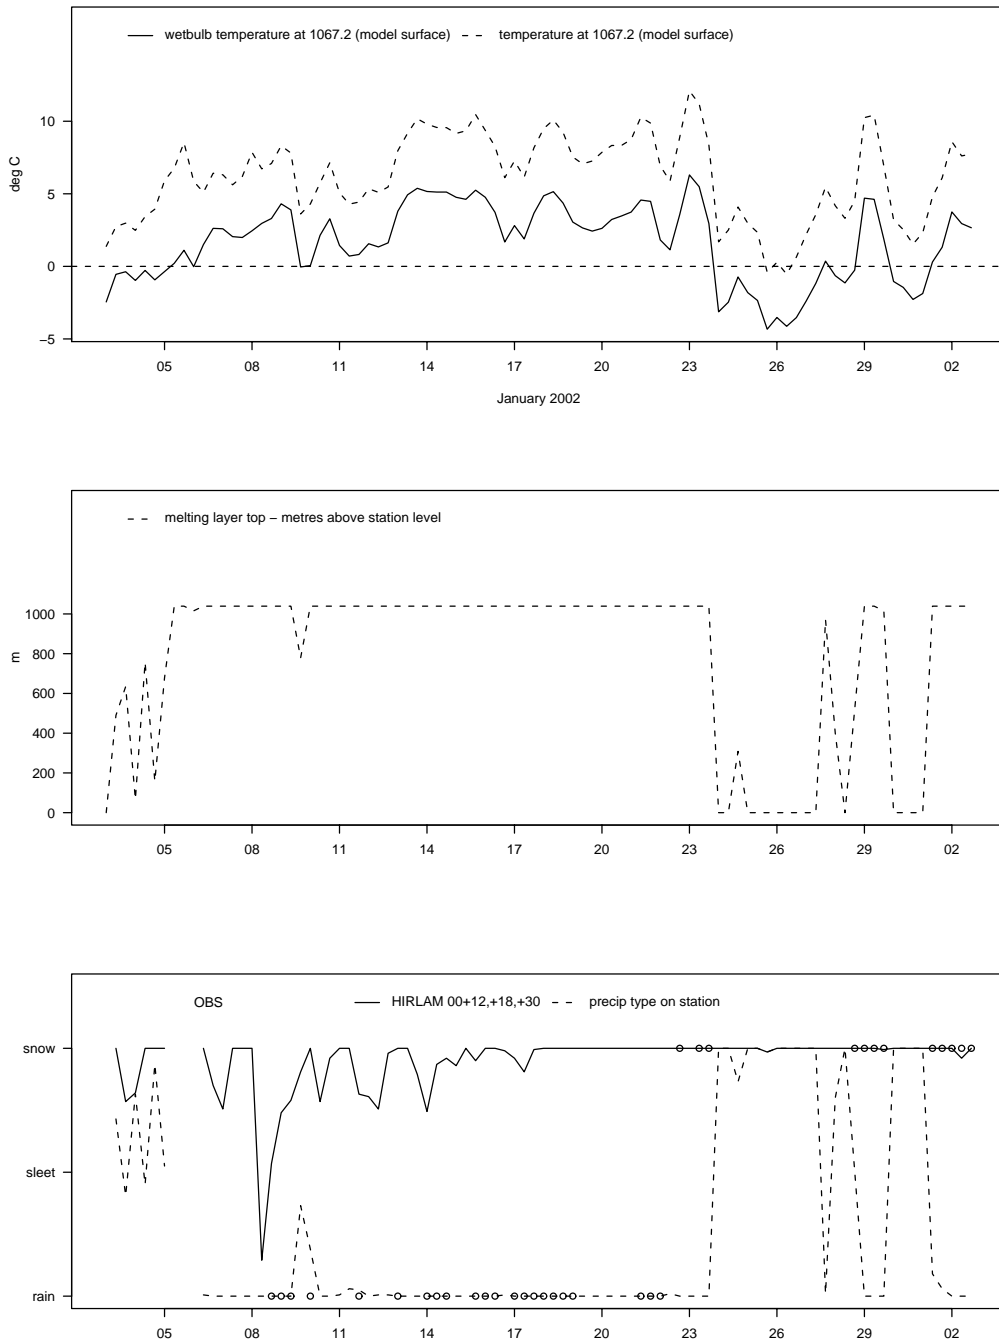 wetbulb temperature at 1067.2 (model surface) temperature at 1067.2 (model surface)
10
5
0
−5
deg C
05 08 11 14 17 20 23 26 29 02
January 2002
melting layer top − metres above station level
1000
800
600
400
200
0
m
05 08 11 14 17 20 23 26 29 02
OBS HIRLAM 00+12,+18,+30 precip type on station
snow
sleet
rain
05 08 11 14 17 20 23 26 29 02